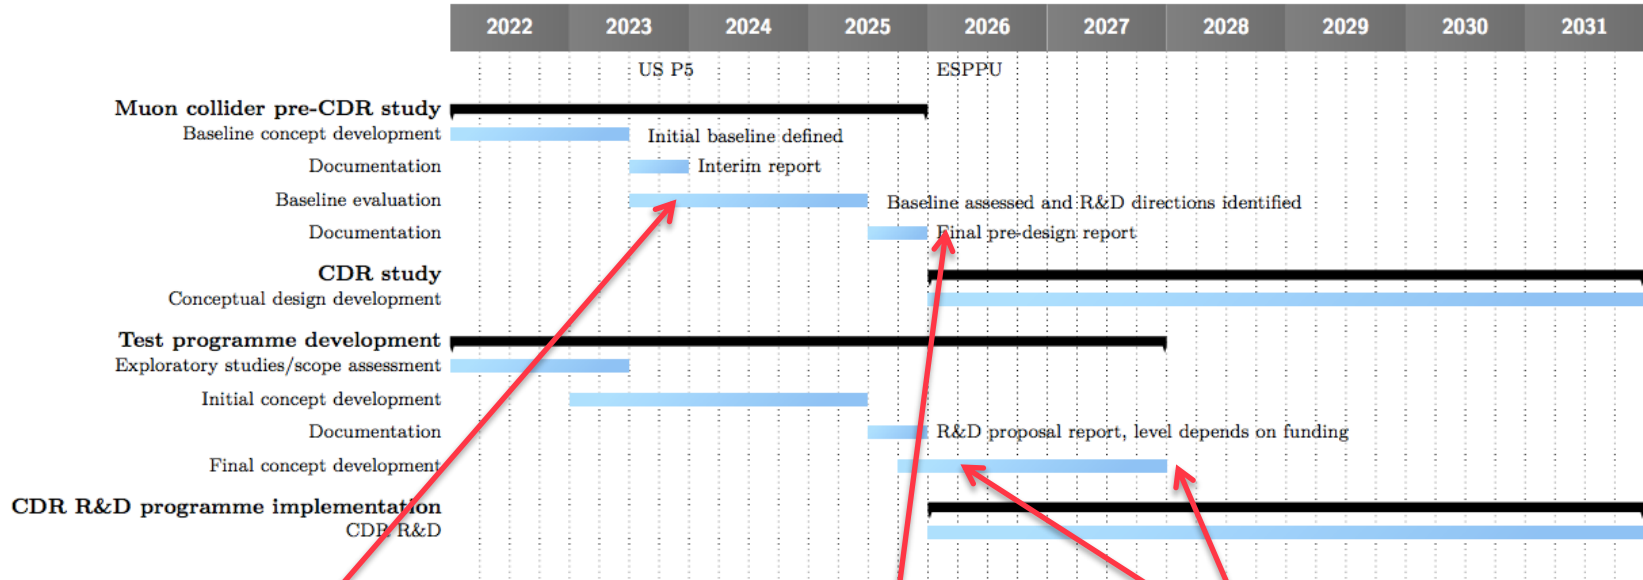 2022 2023 2024 2025 2026 2027 2028 2029 2030 2031
US P5 ESPPU
Muon collider pre-CDR study
Baseline concept development Initial baseline defined
Documentation Interim report
Baseline evaluation Baseline assessed and R&D directions identified
Documentation Final pre-design report
CDR study
Conceptual design development
Test programme development
Exploratory studies/scope assessment
Initial concept development
Documentation R&D proposal report, level depends on funding
Final concept development
CDR R&D programme implementation
CDR R&D